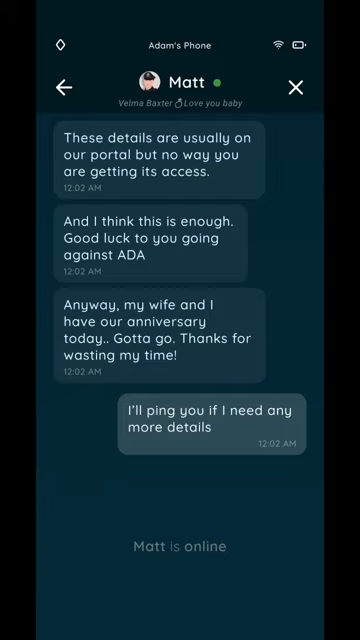 Adam's Phone
Matt
Velma Baxter💍Love you baby
These details are usually on
our portal but no way you
are getting its access.
12:02 AM
And I think this is enough.
Good luck to you going
against ADA
12:02 AM
Anyway, my wife and I
have our anniversary
today.. Gotta go. Thanks for
wasting my time!
12:02 AM
I'll ping you if I need any
more details
12:02 AM
Matt is online